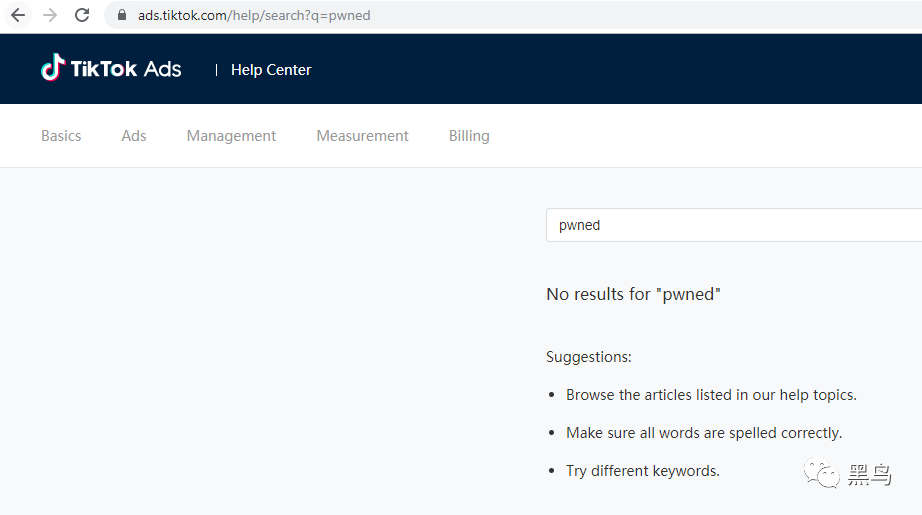 ads.tiktok.com/help/search?q=pwned
TikTok Ads | Help Center
Basics Ads Management Measurement Billing
pwned
No results for "pwned"
Suggestions:
• Browse the articles listed in our help topics.
• Make sure all words are spelled correctly.
• Try different keywords.
黑鸟